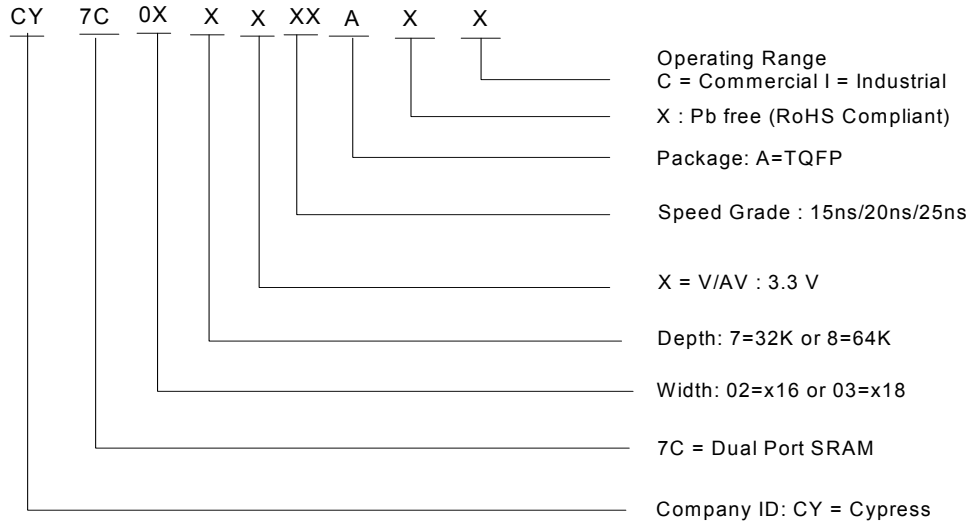 CY 7C 0X X X XX A X X
Operating Range
C = Commercial I = Industrial
X : Pb free (RoHS Compliant)
Package: A=TQFP
Speed Grade : 15ns/20ns/25ns
X = V/AV : 3.3 V
Depth: 7=32K or 8=64K
Width: 02=x16 or 03=x18
7C = Dual Port SRAM
Company ID: CY = Cypress